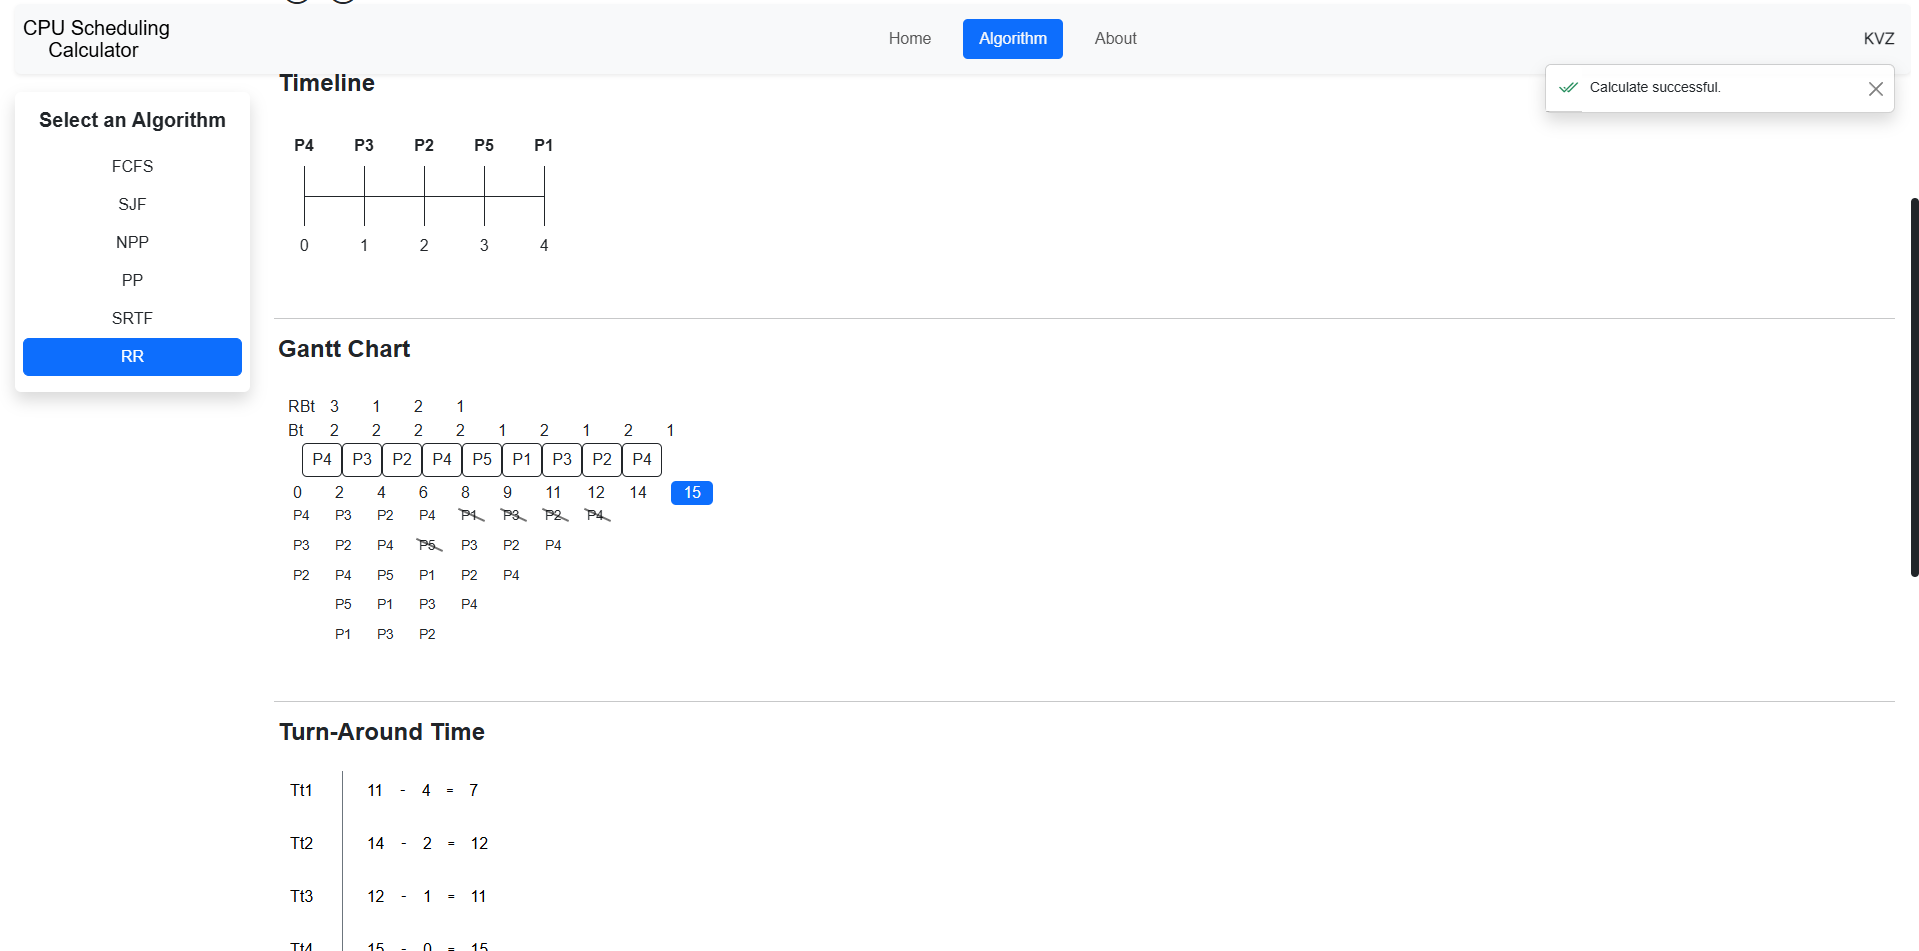 CPU Scheduling
Calculator
Home Algorithm About
KVZ
Calculate successful.
Select an Algorithm
FCFS
SJF
NPP
PP
SRTF
RR
Timeline
P4 P3 P2 P5 P1
0 1 2 3 4
Gantt Chart
RBt 3 1 2 1
Bt 2 2 2 2 1 2 1 2 1
P4 P3 P2 P4 P5 P1 P3 P2 P4
0 2 4 6 8 9 11 12 14 15
P4 P3 P2 P4 P1 P3 P2 P4
P3 P2 P4 P5 P3 P2 P4
P2 P4 P5 P1 P2 P4
P5 P1 P3 P4
P1 P3 P2
Turn-Around Time
Tt1 11 - 4 = 7
Tt2 14 - 2 = 12
Tt3 12 - 1 = 11
Tt4 15 - 0 = 15